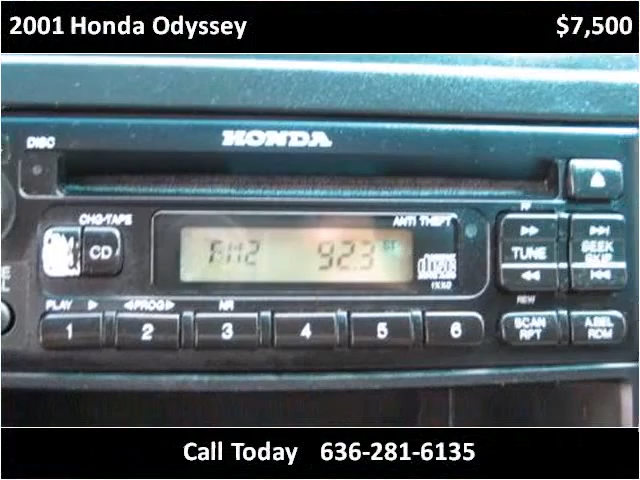 2001 Honda Odyssey $7,500
HONDA
DISC
CHG•TAPE
ANTI THEFT
CD
FM2 92.3 ST
TUNE
SEEK
SKIP
REW
PLAY PROG NR
1 2 3 4 5 6
SCAN
RPT
A.SEL
RDM
Call Today 636-281-6135